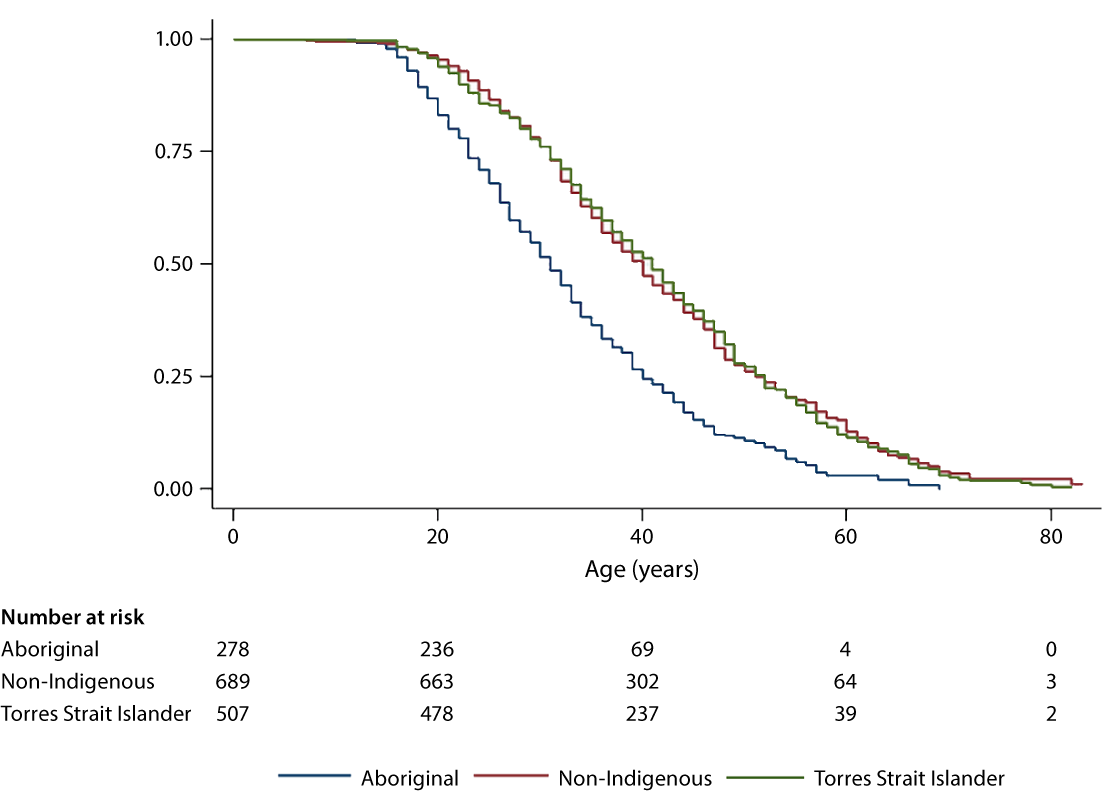 1.00
0.75
0.50
0.25
0.00
0 20 40 60 80
Age (years)
Number at risk
Aboriginal 278 236 69 4 0
Non-Indigenous 689 663 302 64 3
Torres Strait Islander 507 478 237 39 2
Aboriginal Non-Indigenous Torres Strait Islander